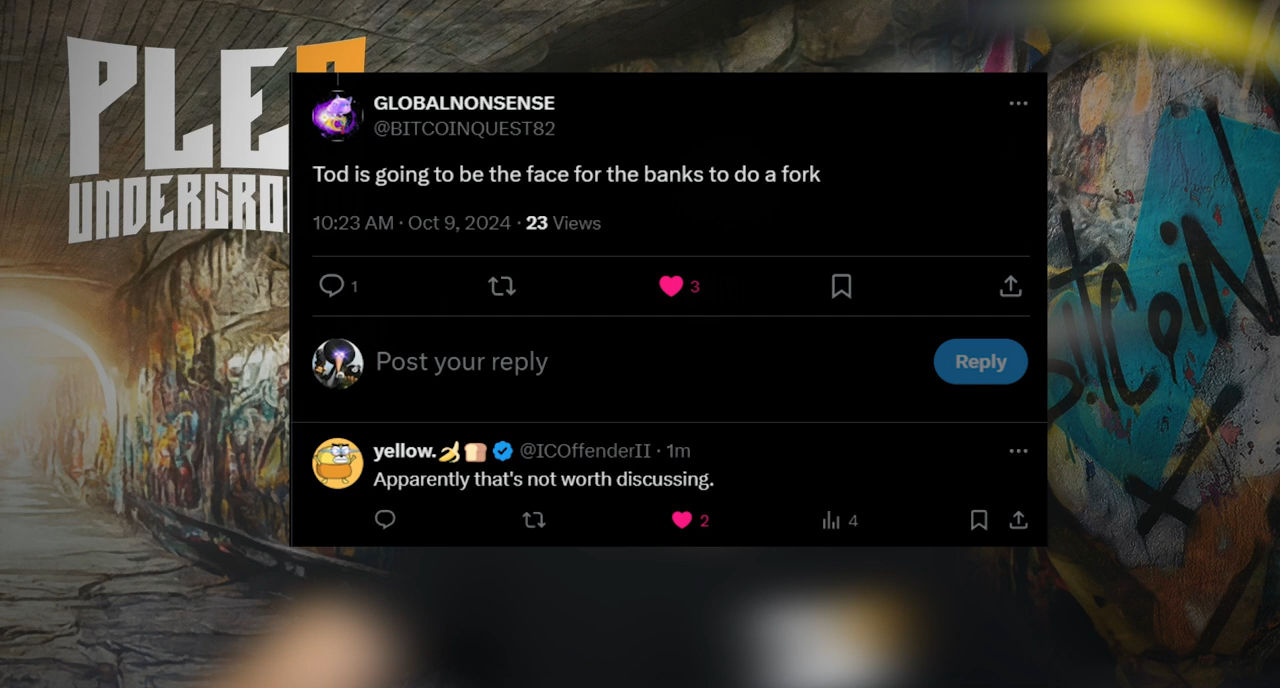 PLEB
UNDERGRO
GLOBALNONSENSE
@BITCOINQUEST82
Tod is going to be the face for the banks to do a fork
10:23 AM · Oct 9, 2024 · 23 Views
1
3
Post your reply
Reply
yellow.🍌🍞 @ICOffenderII · 1m
Apparently that's not worth discussing.
2
4
BitCoiN